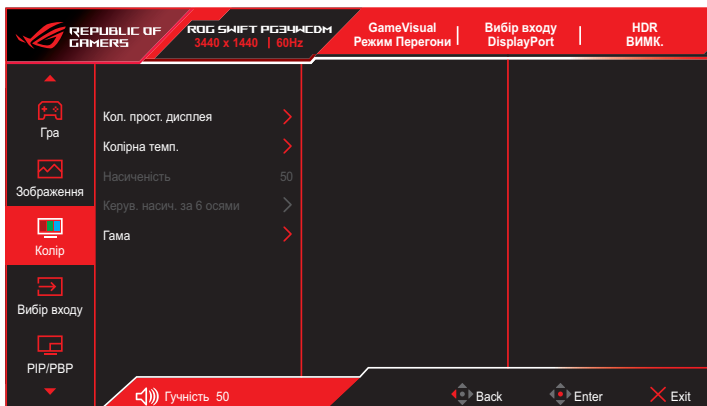 REPUBLIC OF
GAMERS
ROG SWIFT PG34WCDM
3440 x 1440 | 60Hz
GameVisual
Режим Перегони
Вибір входу
DisplayPort
HDR
ВИМК.
Гра
Зображення
Колір
Вибір входу
PIP/PBP
Кол. прост. дисплея
Колірна темп.
Насиченість 50
Керув. насич. за 6 осями
Гама
Гучність 50
Back
Enter
Exit